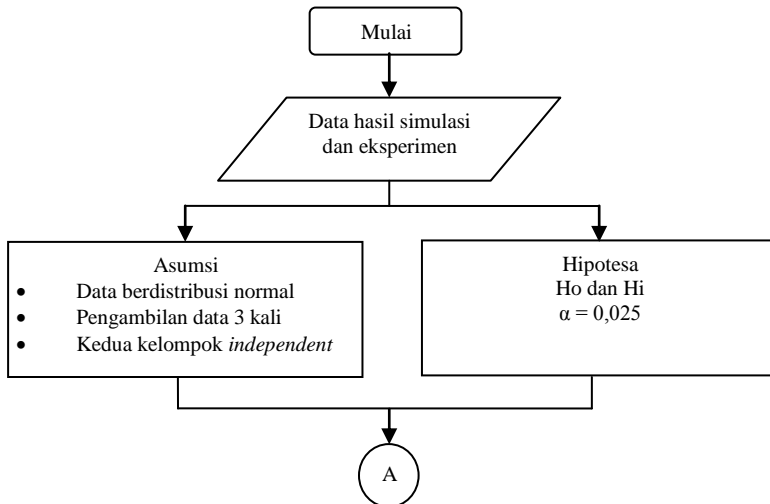 Mulai
Data hasil simulasi
dan eksperimen
Asumsi
• Data berdistribusi normal
• Pengambilan data 3 kali
• Kedua kelompok independent
Hipotesa
Ho dan Hi
α = 0,025
A